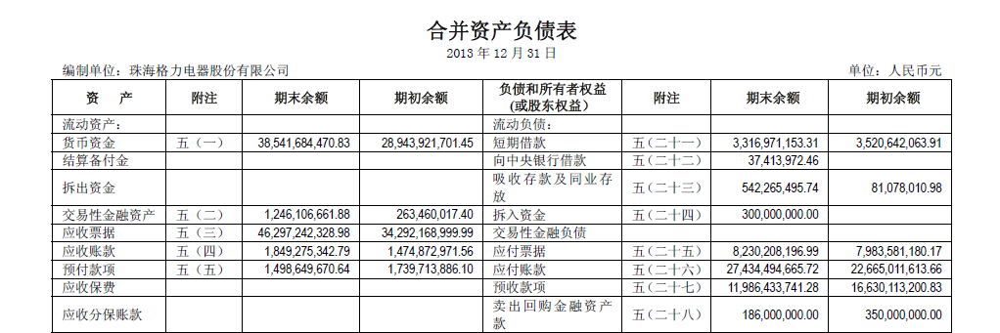 合并资产负债表
2013 年 12 月 31 日
编制单位：珠海格力电器股份有限公司 单位：人民币元
资 产 附注 期末余额 期初余额 负债和所有者权益（或股东权益） 附注 期末余额 期初余额
流动资产： 流动负债：
货币资金 五（一） 38,541,684,470.83 28,943,921,701.45 短期借款 五（二十一） 3,316,971,153.31 3,520,642,063.91
结算备付金 向中央银行借款 五（二十二） 37,413,972.46
拆出资金 吸收存款及同业存放 五（二十三） 542,265,495.74 81,078,010.98
交易性金融资产 五（二） 1,246,106,661.88 263,460,017.40 拆入资金 五（二十四） 300,000,000.00
应收票据 五（三） 46,297,242,328.98 34,292,168,999.99 交易性金融负债
应收账款 五（四） 1,849,275,342.79 1,474,872,971.56 应付票据 五（二十五） 8,230,208,196.99 7,983,581,180.17
预付款项 五（五） 1,498,649,670.64 1,739,713,886.10 应付账款 五（二十六） 27,434,494,665.72 22,665,011,613.66
应收保费 预收款项 五（二十七） 11,986,433,741.28 16,630,113,200.83
应收分保账款 卖出回购金融资产款 五（二十八） 186,000,000.00 350,000,000.00